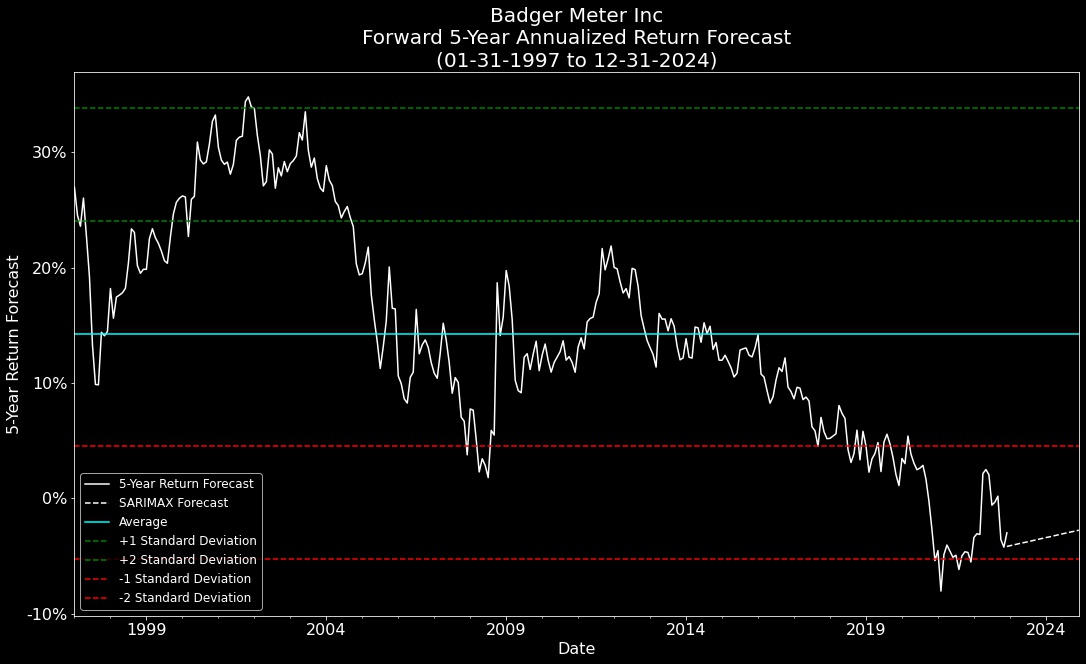 Badger Meter Inc
Forward 5-Year Annualized Return Forecast
(01-31-1997 to 12-31-2024)
5-Year Return Forecast
30%
20%
10%
0%
-10%
5-Year Return Forecast
SARIMAX Forecast
Average
+1 Standard Deviation
+2 Standard Deviation
-1 Standard Deviation
-2 Standard Deviation
1999
2004
2009
2014
2019
2024
Date